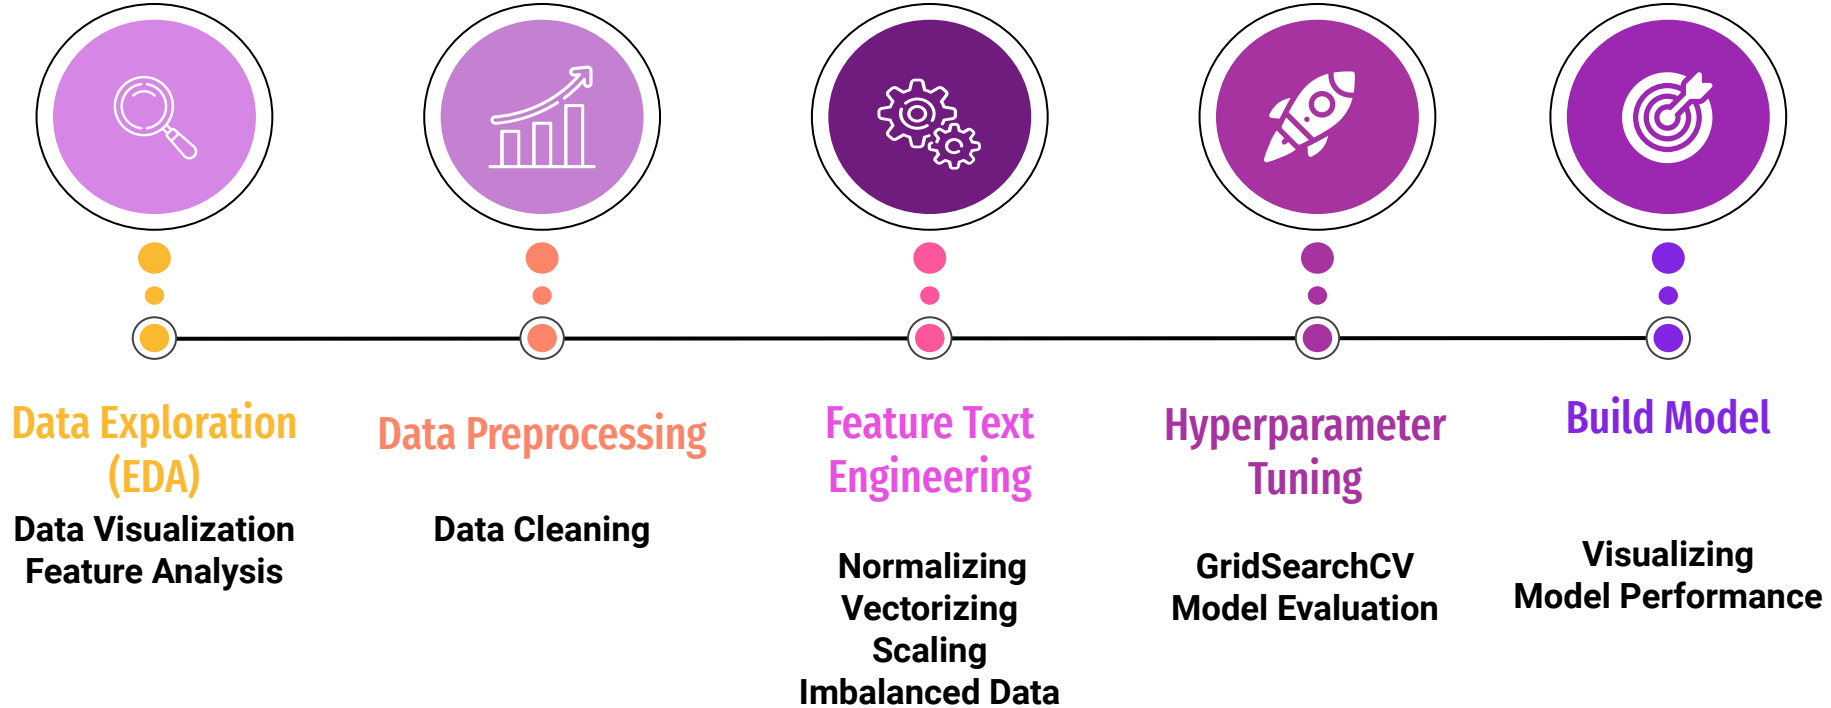 Data Exploration
(EDA)
Data Visualization
Feature Analysis
Data Preprocessing
Data Cleaning
Feature Text
Engineering
Normalizing
Vectorizing
Scaling
Imbalanced Data
Hyperparameter
Tuning
GridSearchCV
Model Evaluation
Build Model
Visualizing
Model Performance